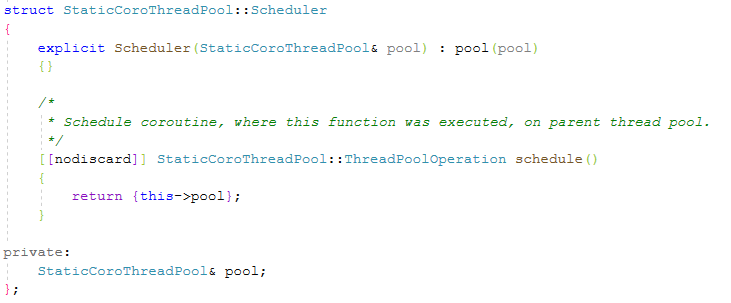 struct StaticCoroThreadPool::Scheduler
{
    explicit Scheduler(StaticCoroThreadPool& pool) : pool(pool)
    {}

    /*
     * Schedule coroutine, where this function was executed, on parent thread pool.
     */
    [[nodiscard]] StaticCoroThreadPool::ThreadPoolOperation schedule()
    {
        return {this->pool};
    }

private:
    StaticCoroThreadPool& pool;
};